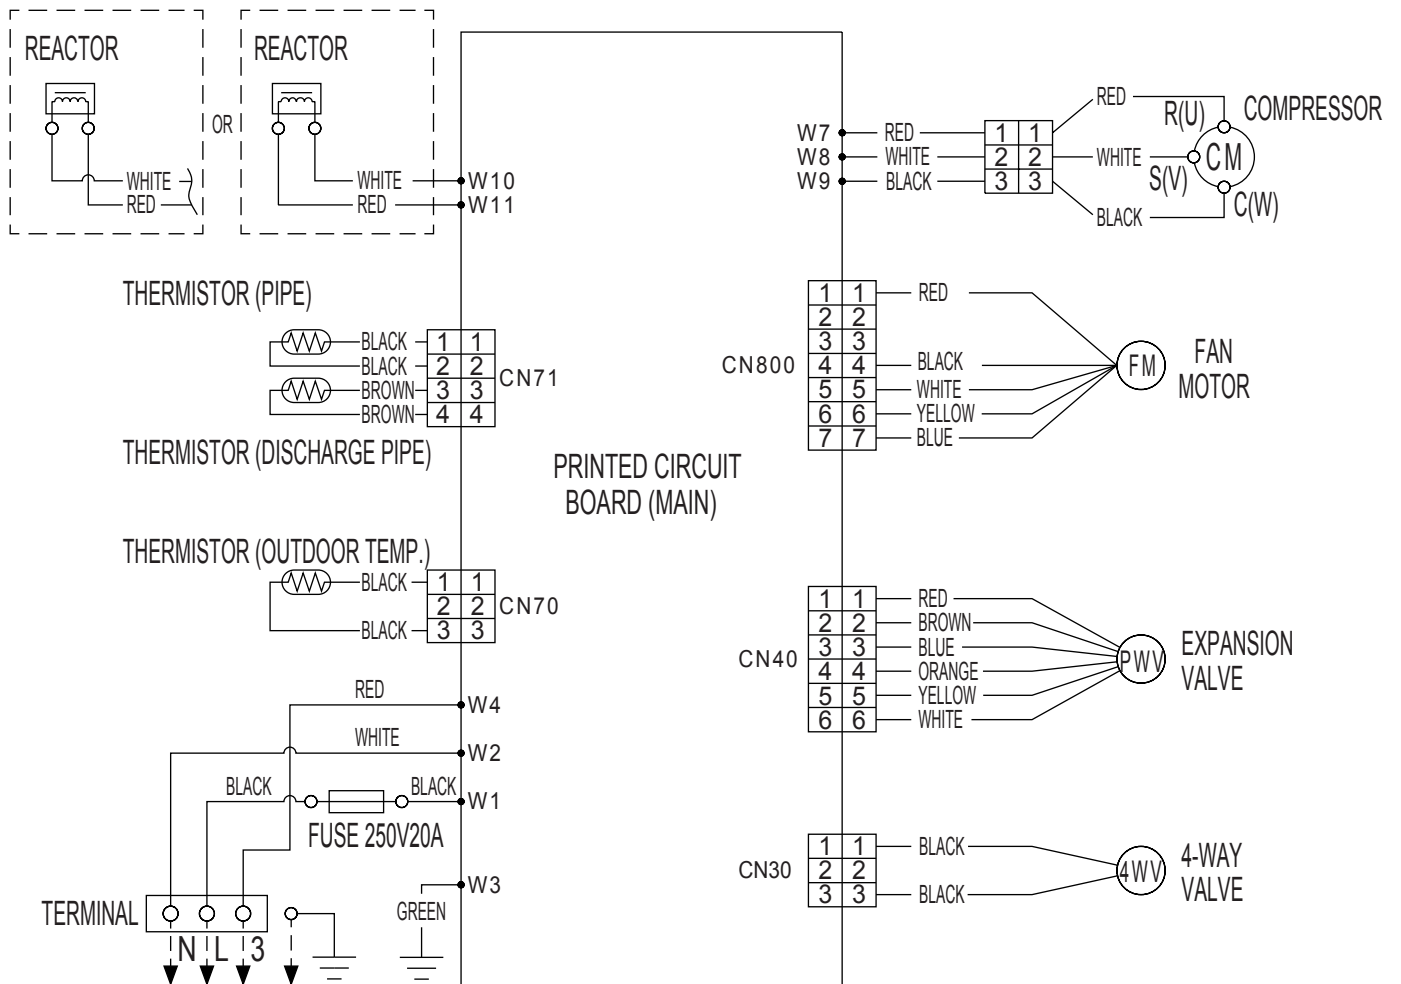 REACTOR
WHITE
RED
OR
REACTOR
WHITE
RED
W10
W11
THERMISTOR (PIPE)
BLACK 1 1
BLACK 2 2
BROWN 3 3
BROWN 4 4
CN71
THERMISTOR (DISCHARGE PIPE)
THERMISTOR (OUTDOOR TEMP.)
BLACK 1 1
2 2
BLACK 3 3
CN70
RED W4
WHITE W2
BLACK BLACK W1
FUSE 250V20A
W3
GREEN
TERMINAL
N L 3
PRINTED CIRCUIT
BOARD (MAIN)
W7 RED 1 1 RED
W8 WHITE 2 2 WHITE
W9 BLACK 3 3 BLACK
R(U)
S(V)
C(W)
CM
COMPRESSOR
CN800
1 1 RED
2 2
3 3
4 4 BLACK
5 5 WHITE
6 6 YELLOW
7 7 BLUE
FM
FAN
MOTOR
CN40
1 1 RED
2 2 BROWN
3 3 BLUE
4 4 ORANGE
5 5 YELLOW
6 6 WHITE
PWV
EXPANSION
VALVE
CN30
1 1 BLACK
2 2
3 3 BLACK
4WV
4-WAY
VALVE